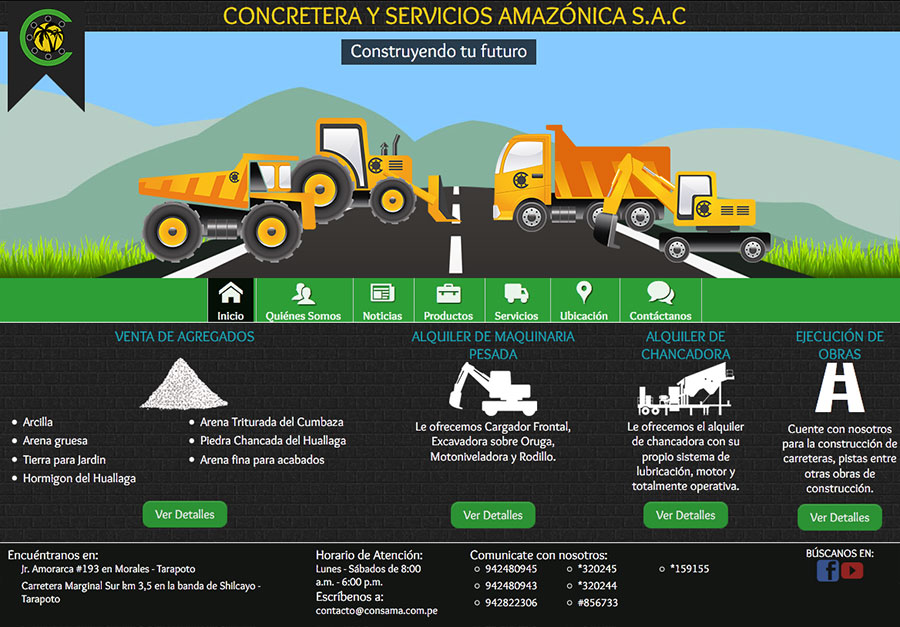 CONCRETERA Y SERVICIOS AMAZÓNICA S.A.C
Construyendo tu futuro
Inicio
Quiénes Somos
Noticias
Productos
Servicios
Ubicación
Contáctanos
VENTA DE AGREGADOS
Arcilla
Arena gruesa
Tierra para Jardin
Hormigon del Huallaga
Arena Triturada del Cumbaza
Piedra Chancada del Huallaga
Arena fina para acabados
Ver Detalles
ALQUILER DE MAQUINARIA
PESADA
Le ofrecemos Cargador Frontal,
Excavadora sobre Oruga,
Motoniveladora y Rodillo.
Ver Detalles
ALQUILER DE
CHANCADORA
Le ofrecemos el alquiler
de chancadora con su
propio sistema de
lubricación, motor y
totalmente operativa.
Ver Detalles
EJECUCIÓN DE
OBRAS
Cuente con nosotros
para la construcción de
carreteras, pistas entre
otras obras de
construcción.
Ver Detalles
Encuéntranos en:
Jr. Amorarca #193 en Morales - Tarapoto
Carretera Marginal Sur km 3,5 en la banda de Shilcayo -
Tarapoto
Horario de Atención:
Lunes - Sábados de 8:00
a.m. - 6:00 p.m.
Escríbenos a:
contacto@consama.com.pe
Comunicate con nosotros:
942480945
942480943
942822306
*320245
*320244
#856733
*159155
BÚSCANOS EN: